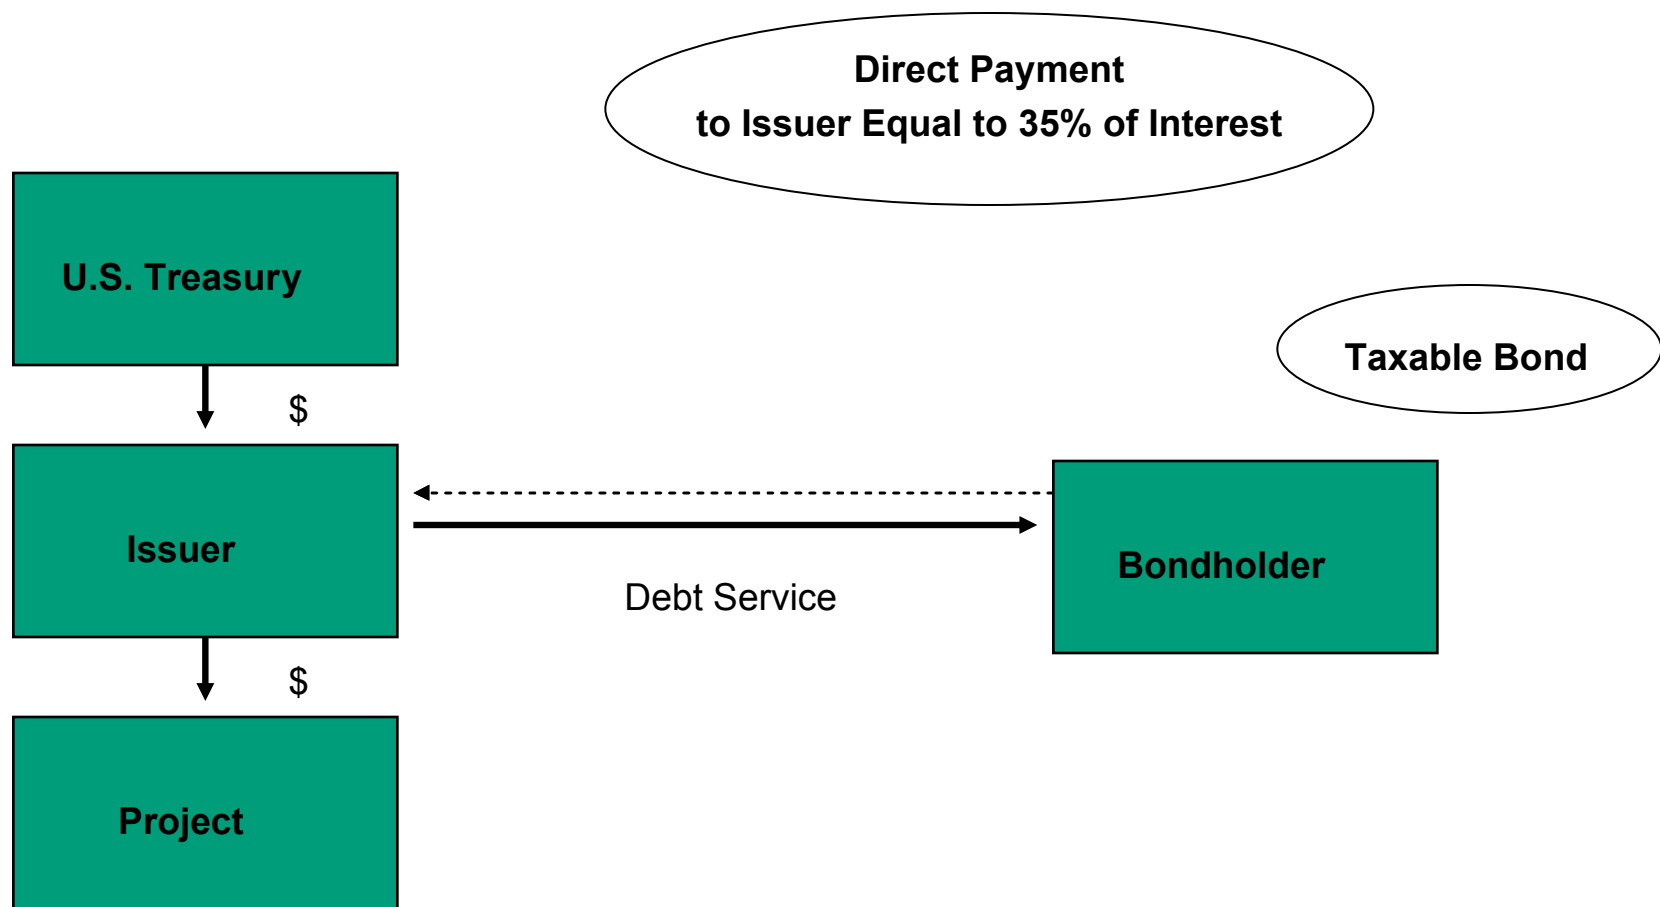 Direct Payment
to Issuer Equal to 35% of Interest
U.S. Treasury
Taxable Bond
$
Issuer
Bondholder
Debt Service
$
Project